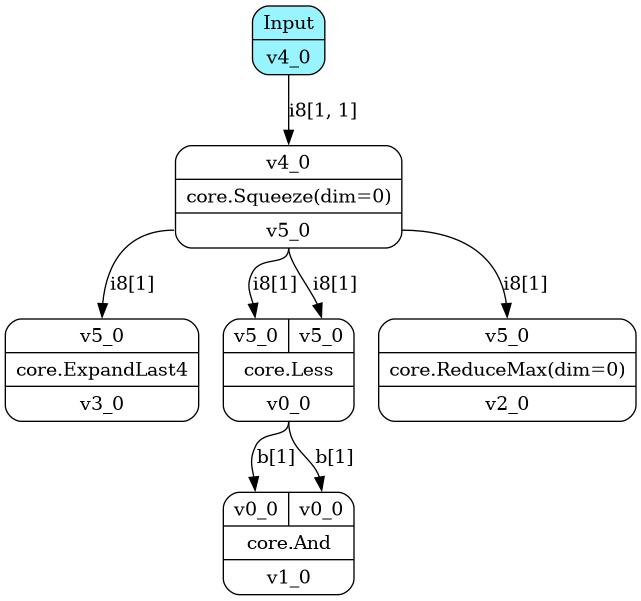 Input
v4_0
i8[1, 1]
v4_0
core.Squeeze(dim=0)
v5_0
i8[1] i8[1] i8[1] i8[1]
v5_0 v5_0 v5_0 v5_0
core.ExpandLast4 core.Less core.ReduceMax(dim=0)
v3_0 v0_0 v2_0
b[1] b[1]
v0_0 v0_0
core.And
v1_0